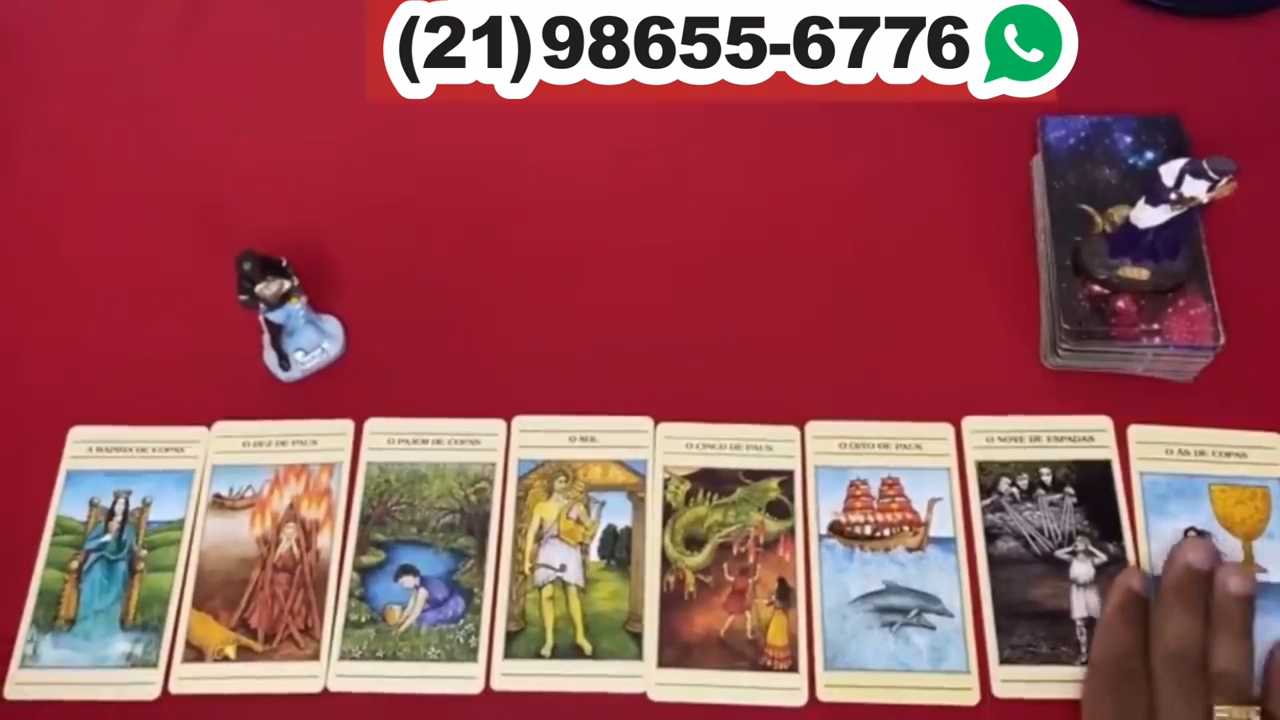 (21) 98655-6776
A RAINHA DE COPAS
O DEZ DE PAUS
O PAJEM DE COPAS
O SOL
O CINCO DE PAUS
O OITO DE PAUS
O NOVE DE ESPADAS
O ÁS DE COPAS